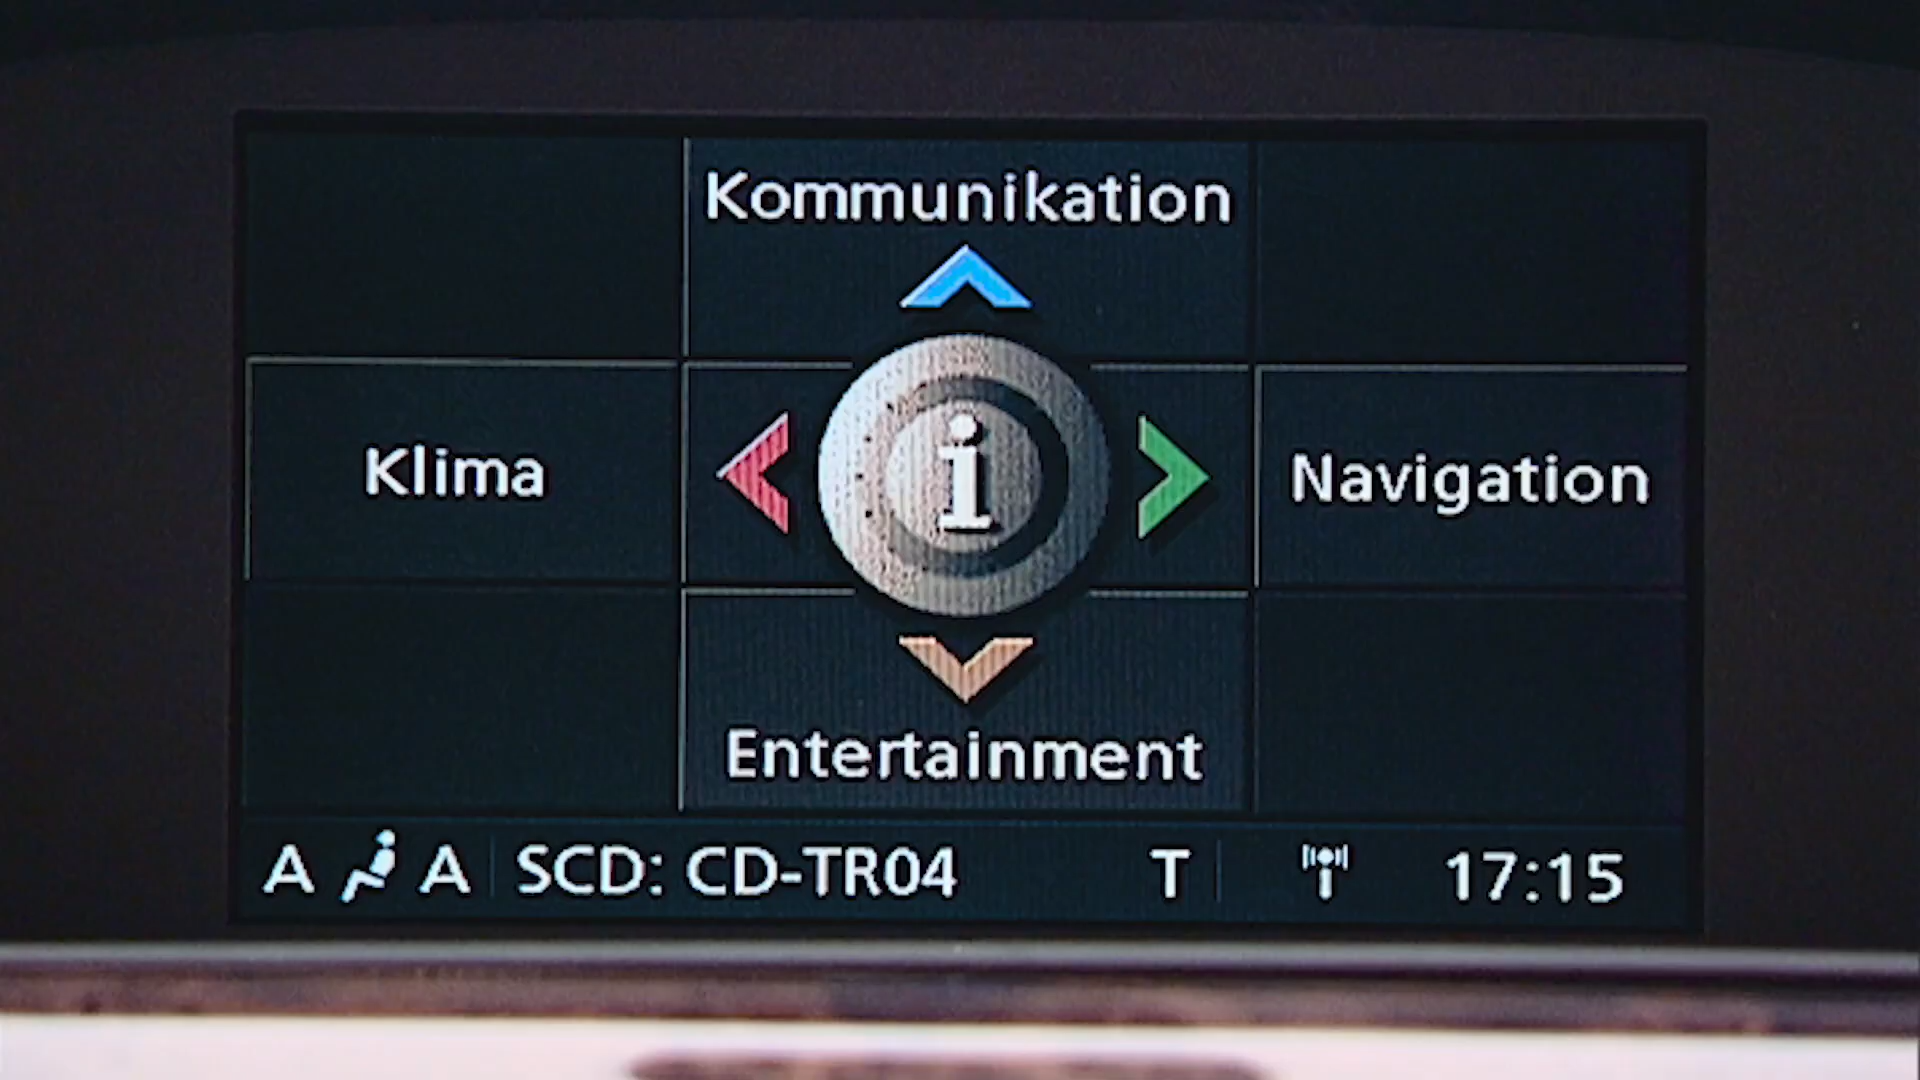 Kommunikation
Klima
i
Navigation
Entertainment
A A SCD: CD-TR04 T 17:15